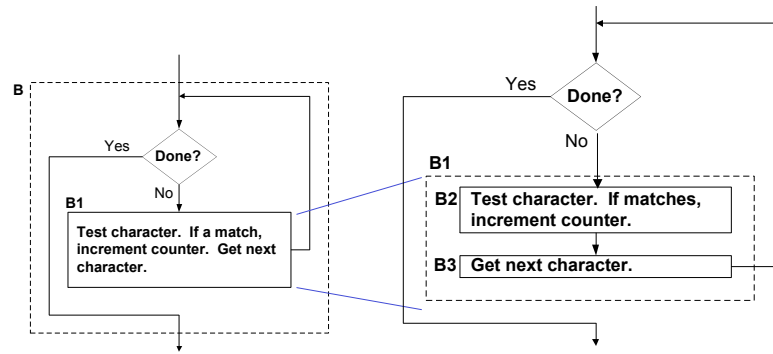 B
Yes
Done?
No
B1
Test character.  If a match,
increment counter.  Get next
character.
Yes
Done?
No
B1
B2
Test character.  If matches,
increment counter.
B3
Get next character.